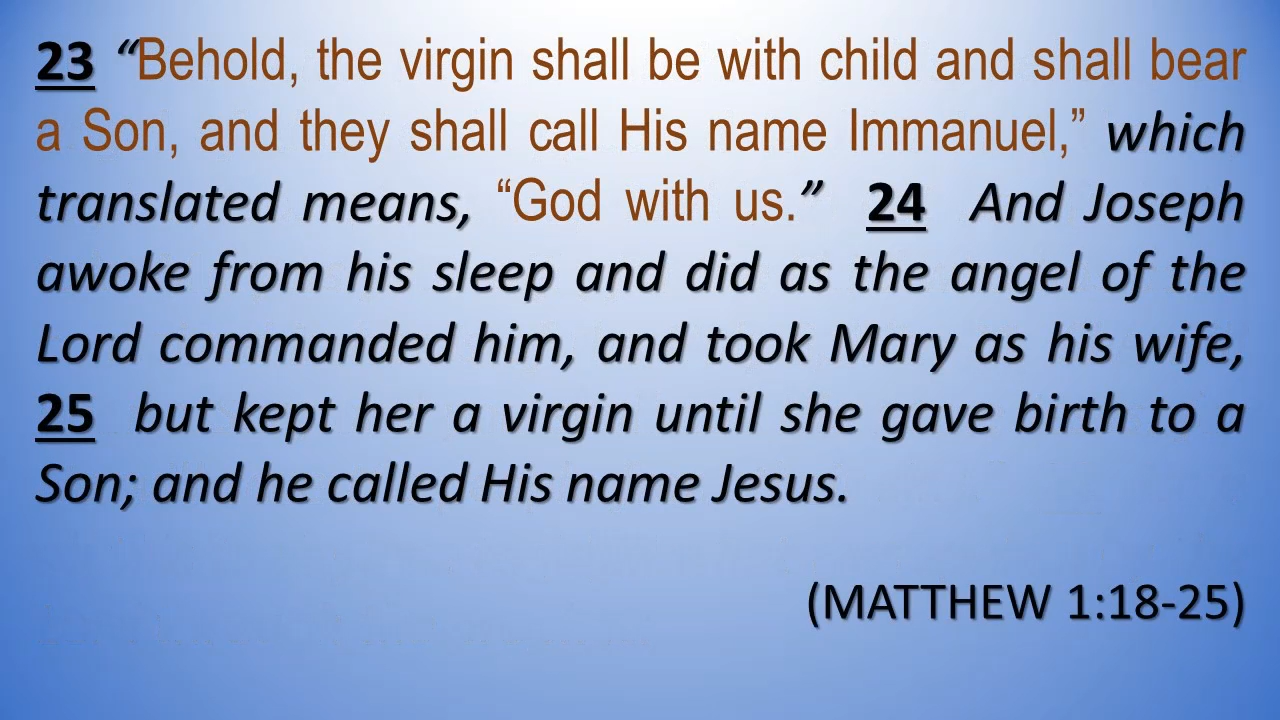 23 “Behold, the virgin shall be with child and shall bear
a Son, and they shall call His name Immanuel,” which
translated means, “God with us.” 24 And Joseph
awoke from his sleep and did as the angel of the
Lord commanded him, and took Mary as his wife,
25 but kept her a virgin until she gave birth to a
Son; and he called His name Jesus.
(MATTHEW 1:18-25)